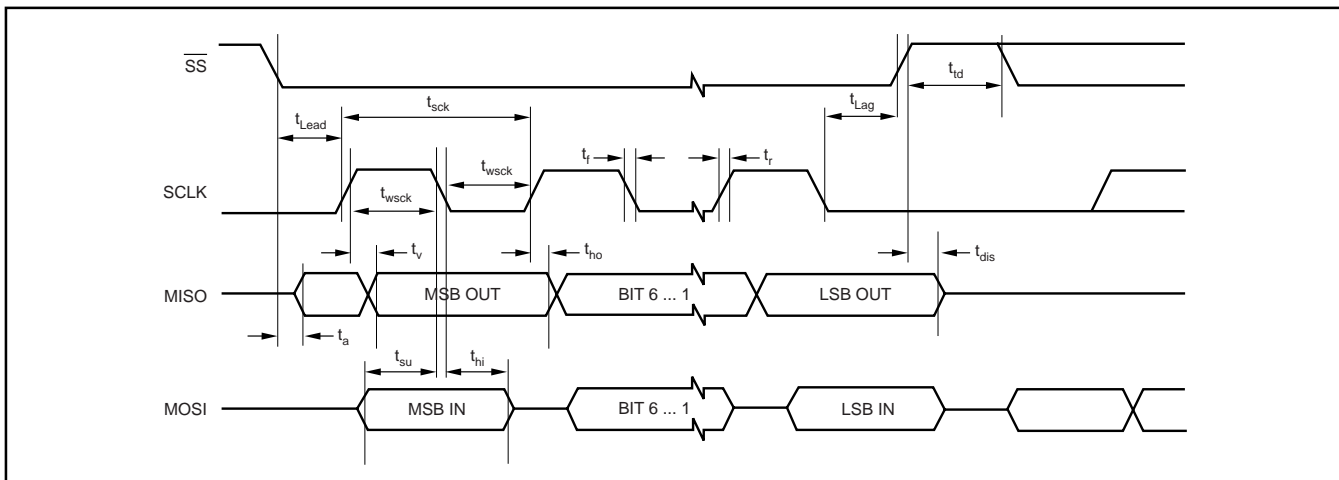 SS
t_td
t_sck
t_Lag
t_Lead
t_f
t_r
t_wsck
SCLK
t_wsck
t_v
t_ho
t_dis
MISO
MSB OUT
BIT 6 ... 1
LSB OUT
t_a
t_su
t_hi
MOSI
MSB IN
BIT 6 ... 1
LSB IN